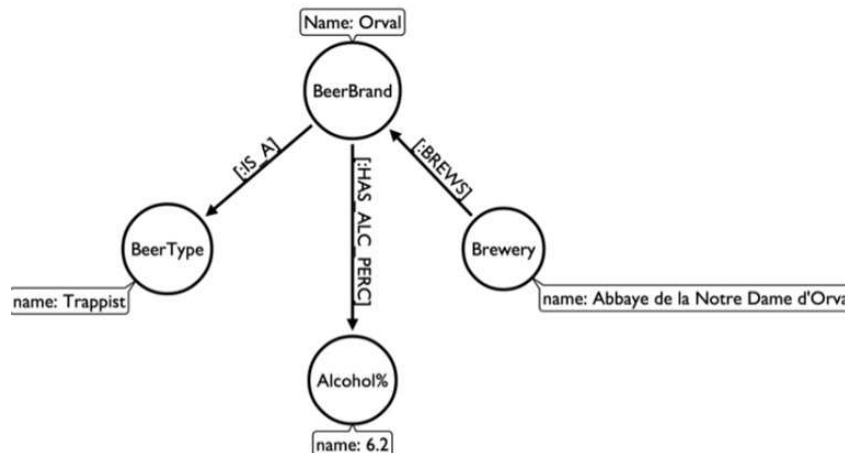 Name: Orval
BeerBrand
[:IS_A]
[:HAS_ALC_PERC]
[:BREWS]
BeerType
Brewery
name: Trappist
name: Abbaye de la Notre Dame d'Orva
Alcohol%
name: 6.2